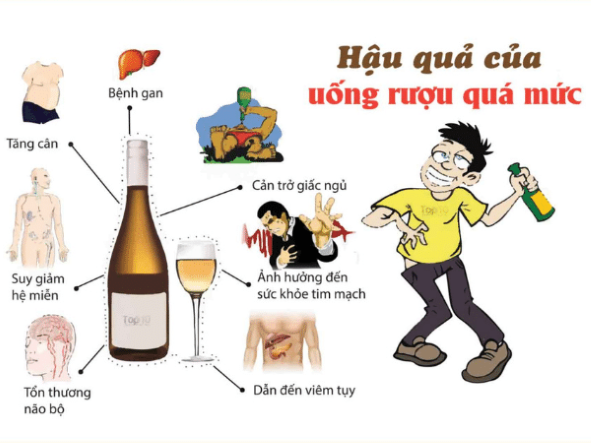 Hậu quả của
uống rượu quá mức
Bệnh gan
Tăng cân
Cản trở giấc ngủ
Suy giảm
hệ miễn
Ảnh hưởng đến
sức khỏe tim mạch
Tổn thương
não bộ
Dẫn đến viêm tụy